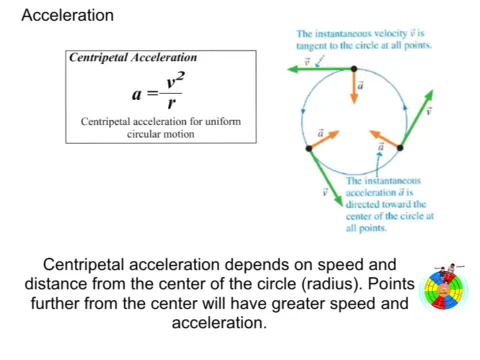 Acceleration
Centripetal Acceleration
a = v²/r
Centripetal acceleration for uniform
circular motion
The instantaneous velocity v⃗ is
tangent to the circle at all points.
v⃗
a⃗
v⃗
a⃗
a⃗
v⃗
The instantaneous
acceleration a⃗ is
directed toward the
center of the circle at
all points.
Centripetal acceleration depends on speed and
distance from the center of the circle (radius). Points
further from the center will have greater speed and
acceleration.